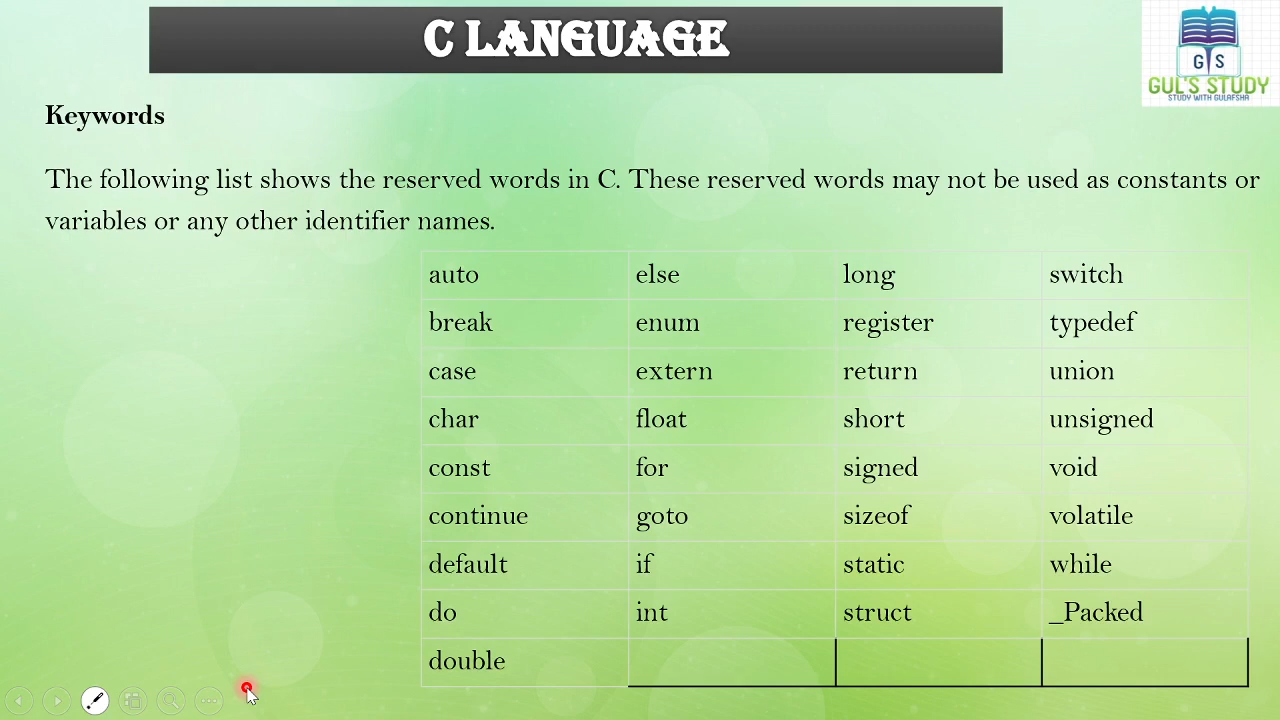 C LANGUAGE
G S
GUL'S STUDY
STUDY WITH GULAFSHA
Keywords
The following list shows the reserved words in C. These reserved words may not be used as constants or
variables or any other identifier names.
auto else long switch
break enum register typedef
case extern return union
char float short unsigned
const for signed void
continue goto sizeof volatile
default if static while
do int struct _Packed
double